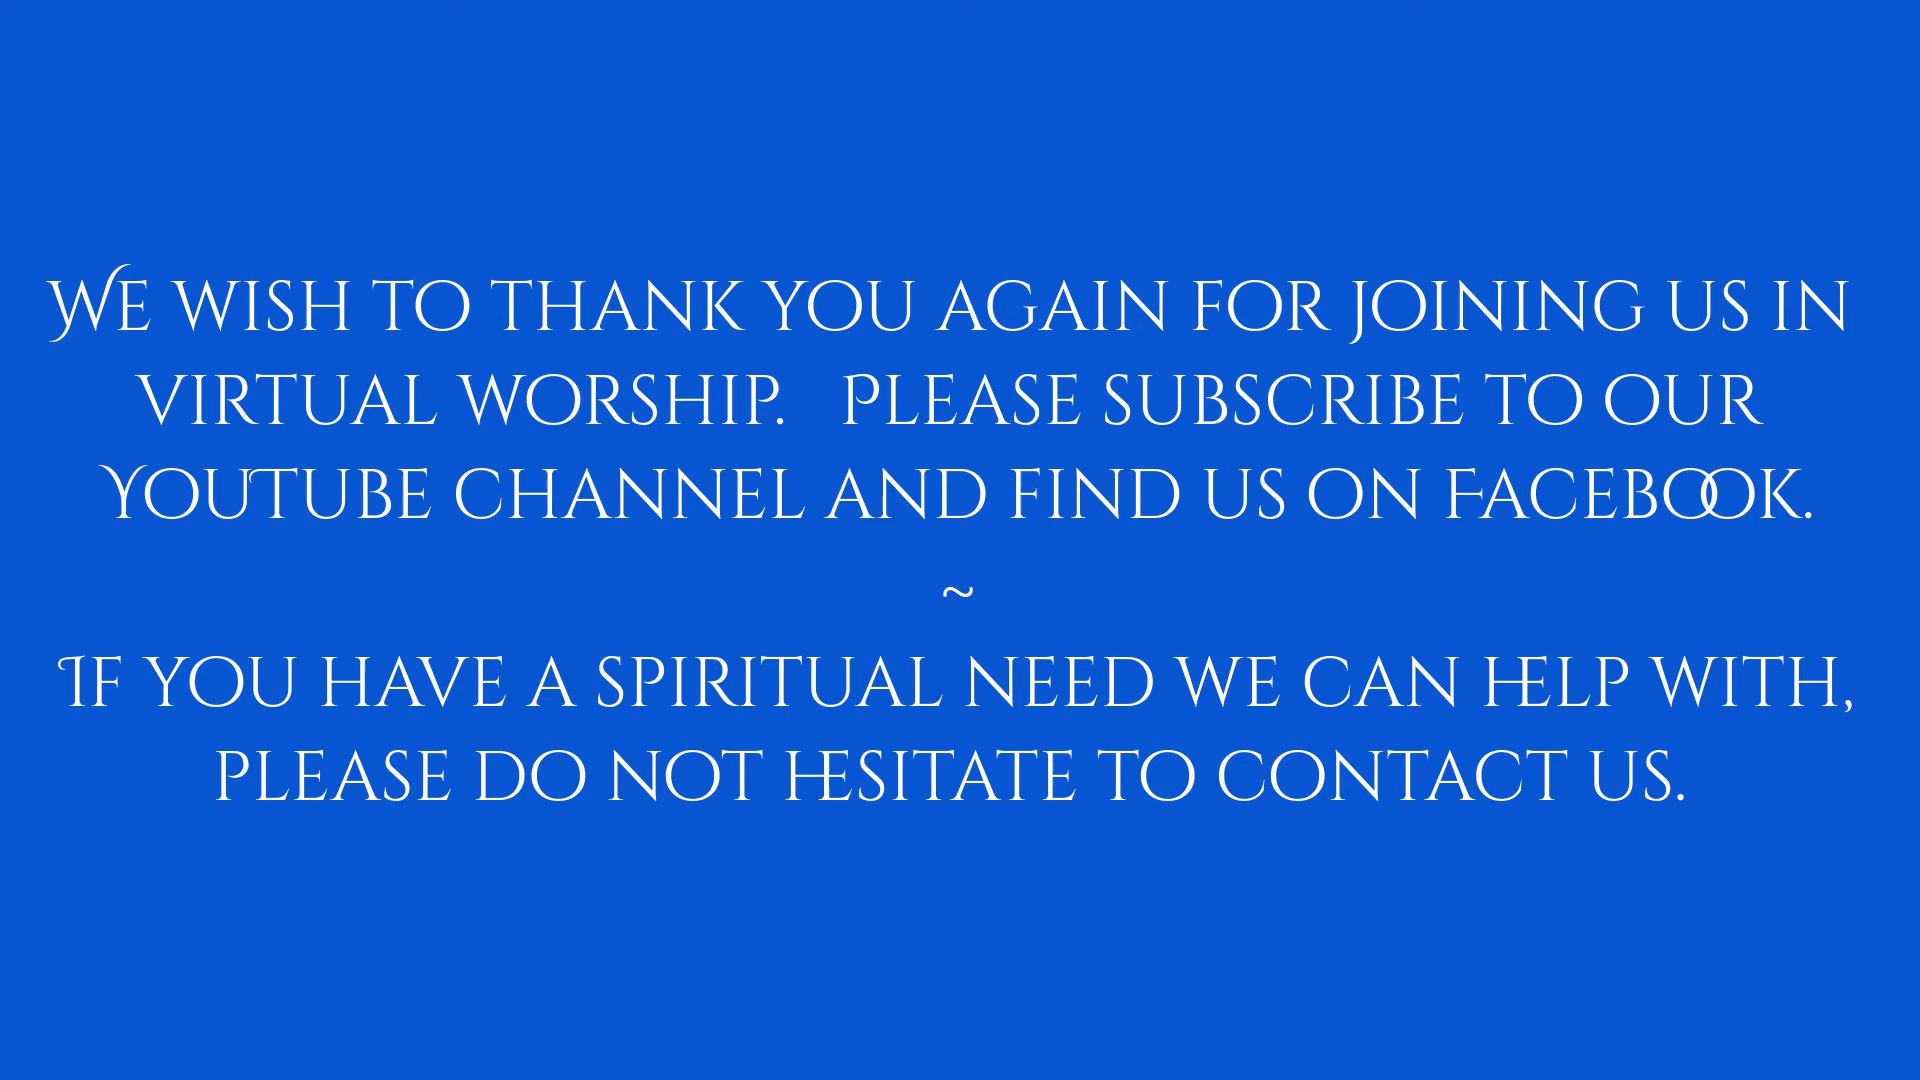 We wish to thank you again for joining us in
virtual worship.   Please subscribe to our
YouTube channel and find us on Facebook.
~
If you have a spiritual need we can help with,
please do not hesitate to contact us.